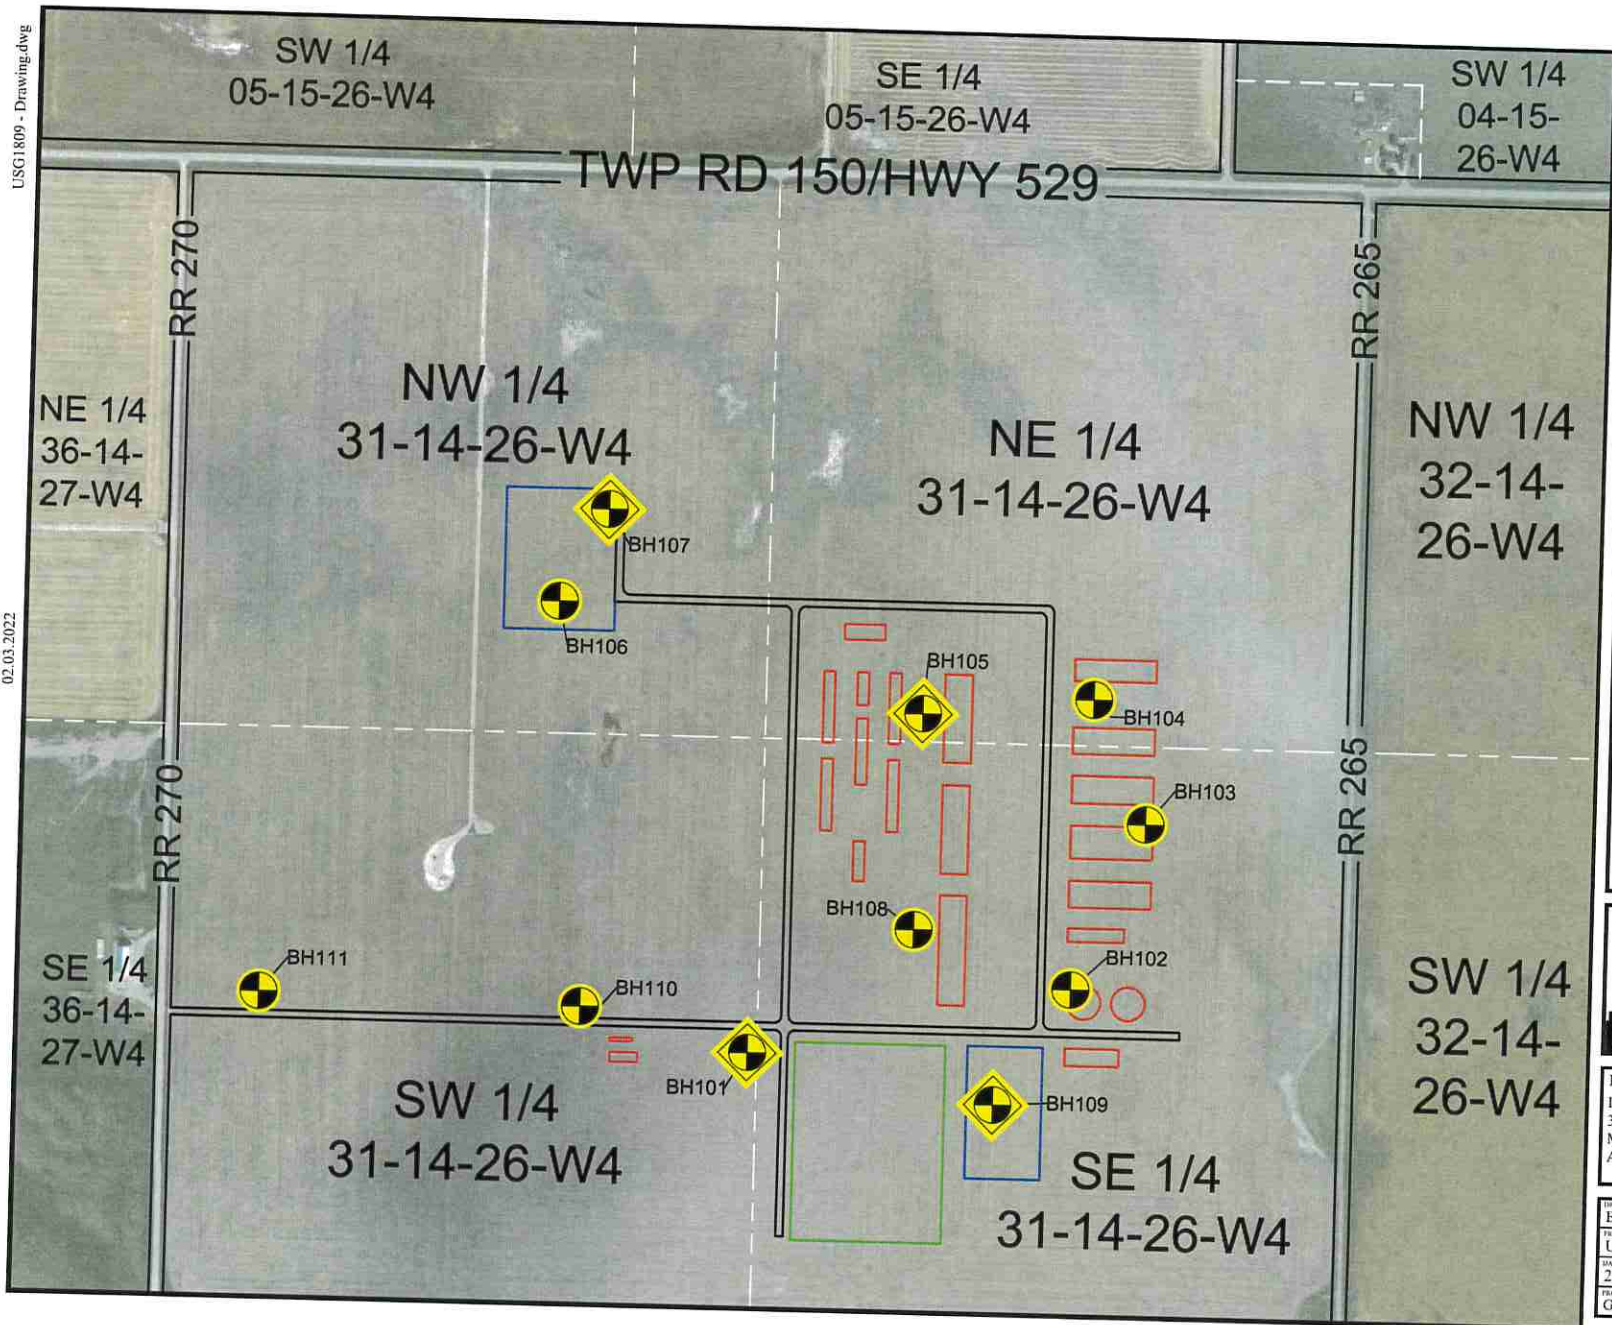 USG1809 - Drawing.dwg
02.03.2022
SW 1/4
05-15-26-W4
SE 1/4
05-15-26-W4
SW 1/4
04-15-
26-W4
TWP RD 150/HWY 529
RR 270
RR 265
NE 1/4
36-14-
27-W4
NW 1/4
31-14-26-W4
NE 1/4
31-14-26-W4
NW 1/4
32-14-
26-W4
BH107
BH106
BH105
BH104
BH103
RR 270
RR 265
BH108
BH102
BH111
BH110
SE 1/4
36-14-
27-W4
SW 1/4
32-14-
26-W4
BH101
BH109
SW 1/4
31-14-26-W4
SE 1/4
31-14-26-W4